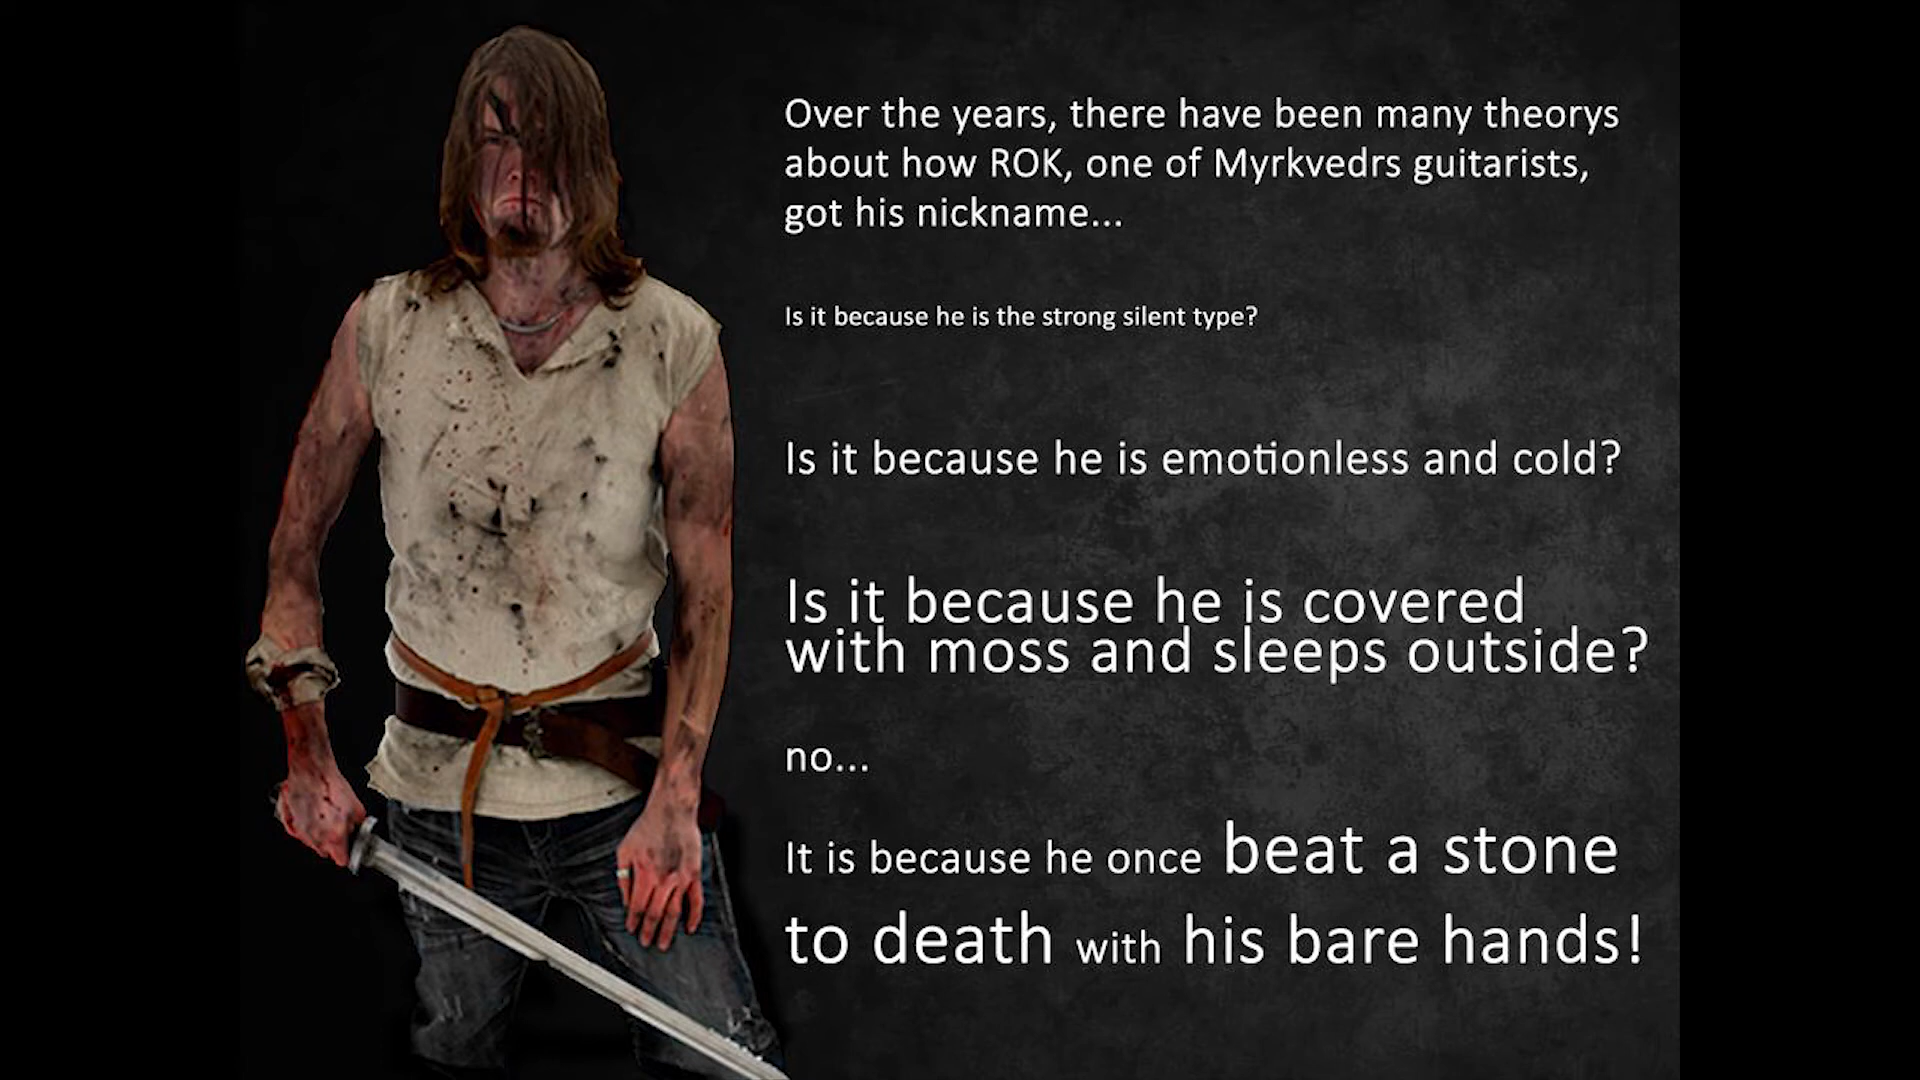 Over the years, there have been many theorys
about how ROK, one of Myrkvedrs guitarists,
got his nickname...
Is it because he is the strong silent type?
Is it because he is emotionless and cold?
Is it because he is covered
with moss and sleeps outside?
no...
It is because he once beat a stone
to death with his bare hands!